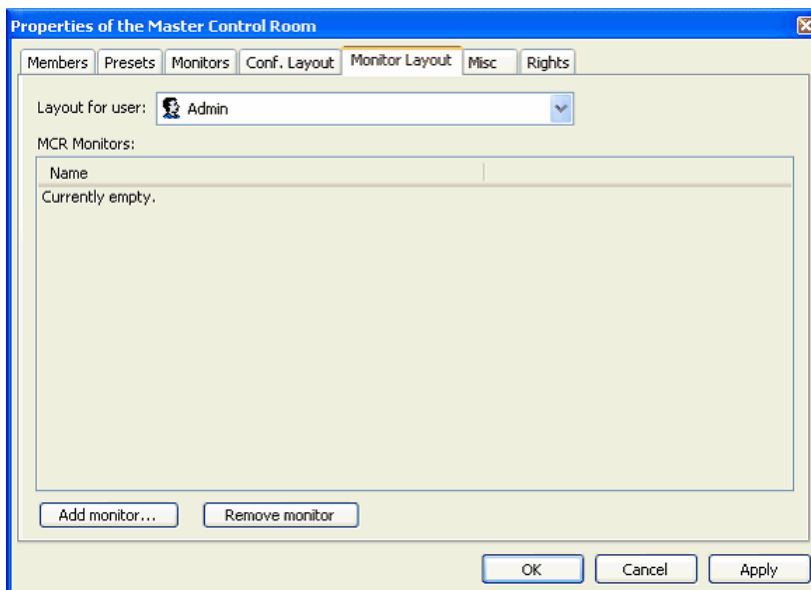 Properties of the Master Control Room
Members Presets Monitors Conf. Layout Monitor Layout Misc Rights
Layout for user: Admin
MCR Monitors:
Name
Currently empty.
Add monitor... Remove monitor
OK Cancel Apply